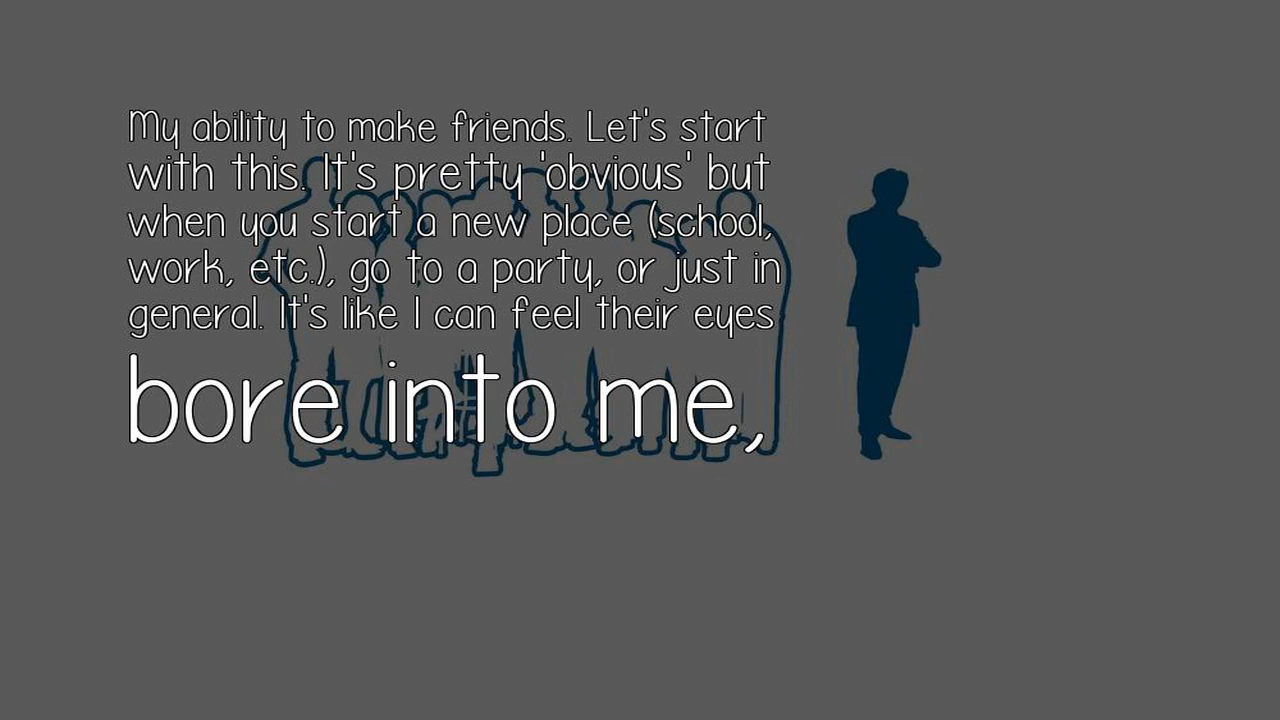 My ability to make friends. Let's start
with this. It's pretty 'obvious' but
when you start a new place (school,
work, etc.), go to a party, or just in
general. It's like I can feel their eyes
bore into me,